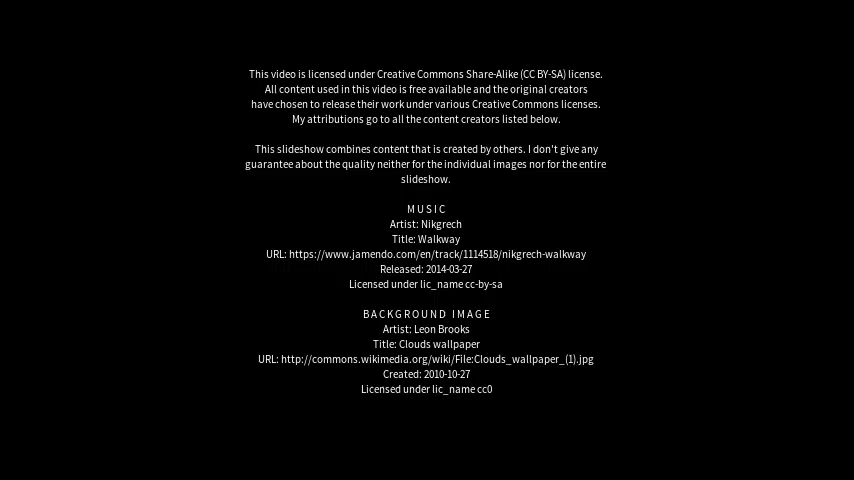 This video is licensed under Creative Commons Share-Alike (CC BY-SA) license.
All content used in this video is free available and the original creators
have chosen to release their work under various Creative Commons licenses.
My attributions go to all the content creators listed below.
This slideshow combines content that is created by others. I don't give any
guarantee about the quality neither for the individual images nor for the entire
slideshow.
MUSIC
Artist: Nikgrech
Title: Walkway
URL: https://www.jamendo.com/en/track/1114518/nikgrech-walkway
Released: 2014-03-27
Licensed under lic_name cc-by-sa
BACKGROUND IMAGE
Artist: Leon Brooks
Title: Clouds wallpaper
URL: http://commons.wikimedia.org/wiki/File:Clouds_wallpaper_(1).jpg
Created: 2010-10-27
Licensed under lic_name cc0